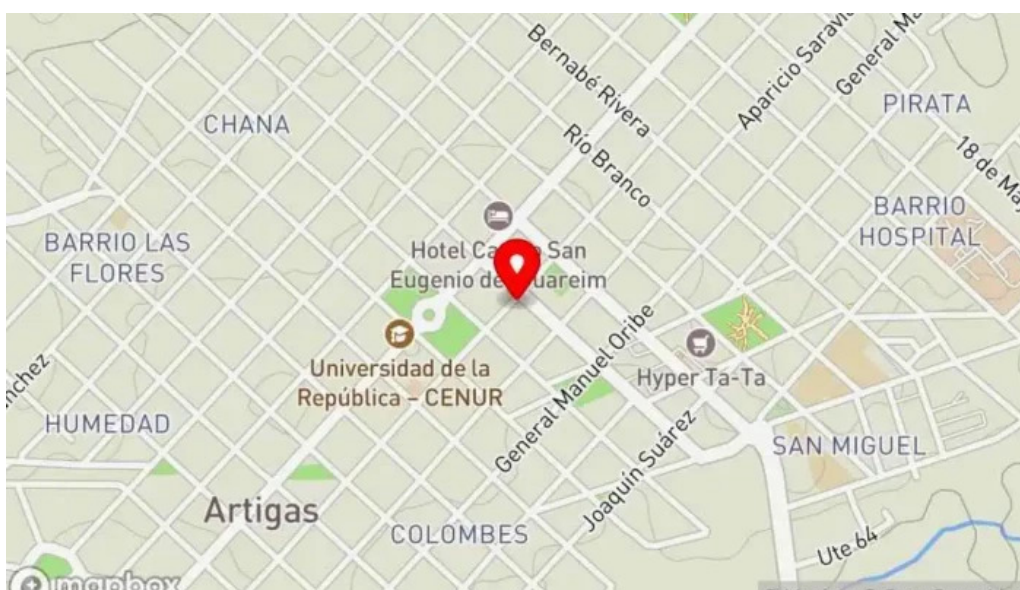 Bernabé Rivera
Aparicio Saravia
General
PIRATA
CHANA
Río Branco
18 de
BARRIO
HOSPITAL
BARRIO LAS
FLORES
Hotel Ca San
Eugenio de uareim
Universidad de la
República – CENUR
General Manuel Oribe
Hyper Ta-Ta
HUMEDAD
SAN MIGUEL
Joaquín Suárez
Artigas
COLOMBES
Ute 64
mapbox